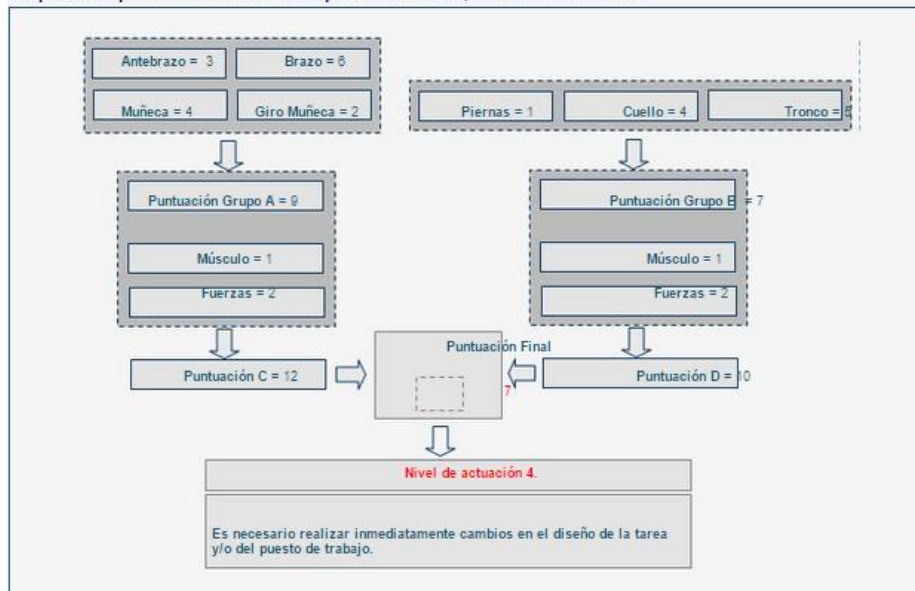 Antebrazo = 3
Brazo = 6
Muñeca = 4
Giro Muñeca = 2
Piernas = 1
Cuello = 4
Tronco = 5
Puntuación Grupo A = 9
Músculo = 1
Fuerzas = 2
Puntuación Grupo B = 7
Músculo = 1
Fuerzas = 2
Puntuación C = 12
Puntuación Final
7
Puntuación D = 10
Nivel de actuación 4.
Es necesario realizar inmediatamente cambios en el diseño de la tarea
y/o del puesto de trabajo.